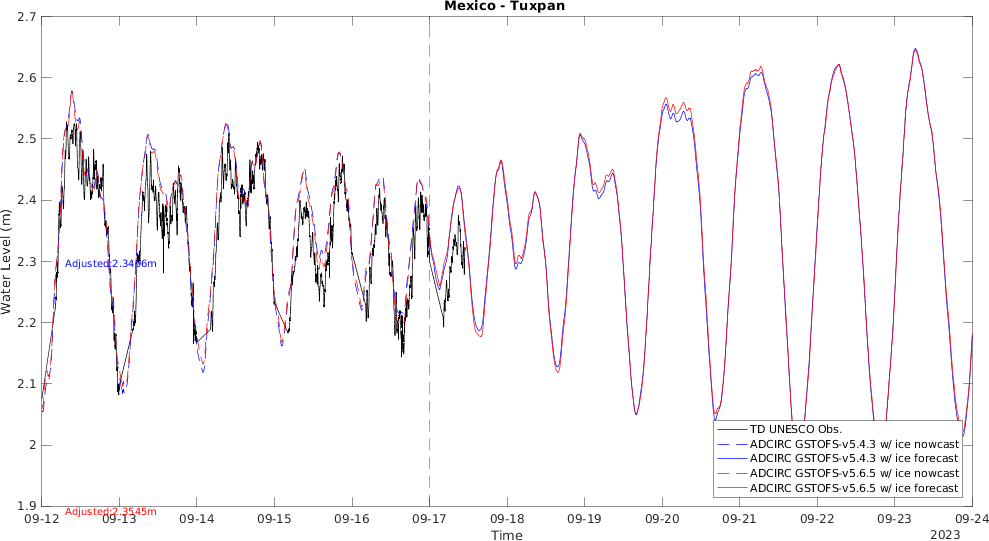 Mexico - Tuxpan
2.7
2.6
2.5
2.4
2.3
2.2
2.1
2
1.9
Water Level (m)
Adjusted:2.3496m
Adjusted:2.3545m
TD UNESCO Obs.
ADCIRC GSTOFS-v5.4.3 w/ ice nowcast
ADCIRC GSTOFS-v5.4.3 w/ ice forecast
ADCIRC GSTOFS-v5.6.5 w/ ice nowcast
ADCIRC GSTOFS-v5.6.5 w/ ice forecast
09-12 09-13 09-14 09-15 09-16 09-17 09-18 09-19 09-20 09-21 09-22 09-23 09-24
Time
2023